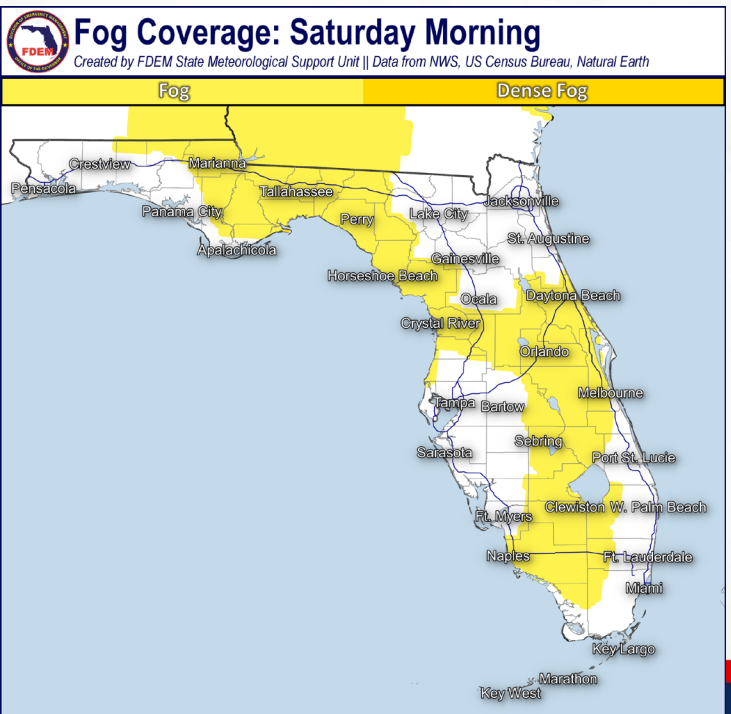 FDEM
Fog Coverage: Saturday Morning
Created by FDEM State Meteorological Support Unit || Data from NWS, US Census Bureau, Natural Earth
Fog
Dense Fog
Crestview
Marianna
Pensacola
Tallahassee
Jacksonville
Panama City
Perry
Lake City
Apalachicola
St. Augustine
Gainesville
Horseshoe Beach
Ocala
Daytona Beach
Crystal River
Orlando
Melbourne
Tampa
Bartow
Sebring
Sarasota
Port St. Lucie
Clewiston
W. Palm Beach
Ft. Myers
Naples
Ft. Lauderdale
Miami
Key Largo
Marathon
Key West